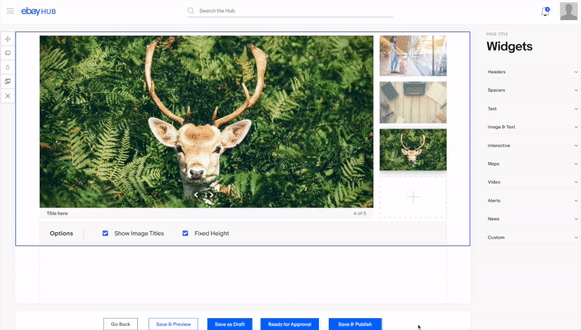 ebay HUB
Search the Hub
1
PAGE TITLE
Widgets
Headers
Spacers
Text
Image & Text
Interactive
Maps
Video
Alerts
News
Custom
Title here
4 of 5
Options
Show Image Titles
Fixed Height
Go Back
Save & Preview
Save as Draft
Ready for Approval
Save & Publish